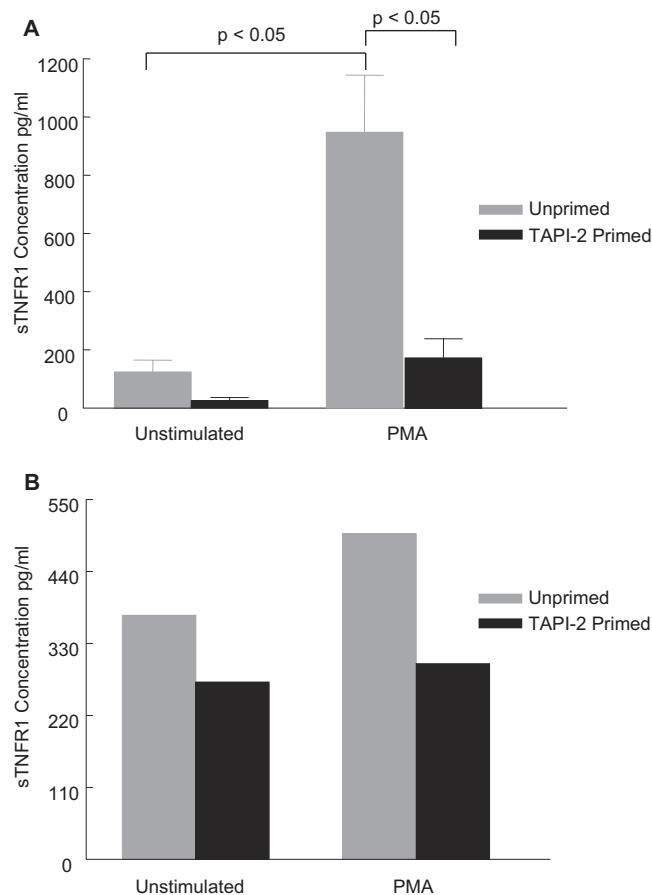 A
p < 0.05
p < 0.05
sTNFR1 Concentration pg/ml
1200
1000
800
600
400
200
0
Unprimed
TAPI-2 Primed
Unstimulated
PMA
B
sTNFR1 Concentration pg/ml
550
440
330
220
110
0
Unprimed
TAPI-2 Primed
Unstimulated
PMA